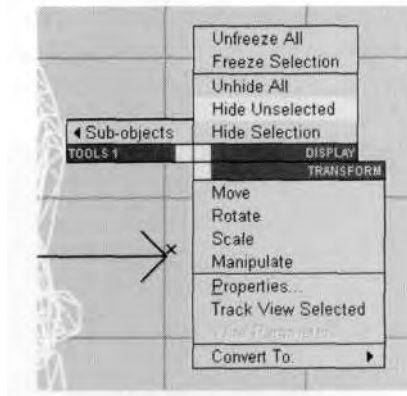 Unfreeze All
Freeze Selection
Unhide All
Hide Unselected
Sub-objects
Hide Selection
TOOLS 1
DISPLAY
TRANSFORM
Move
Rotate
Scale
Manipulate
Properties...
Track View Selected
Convert To:
x